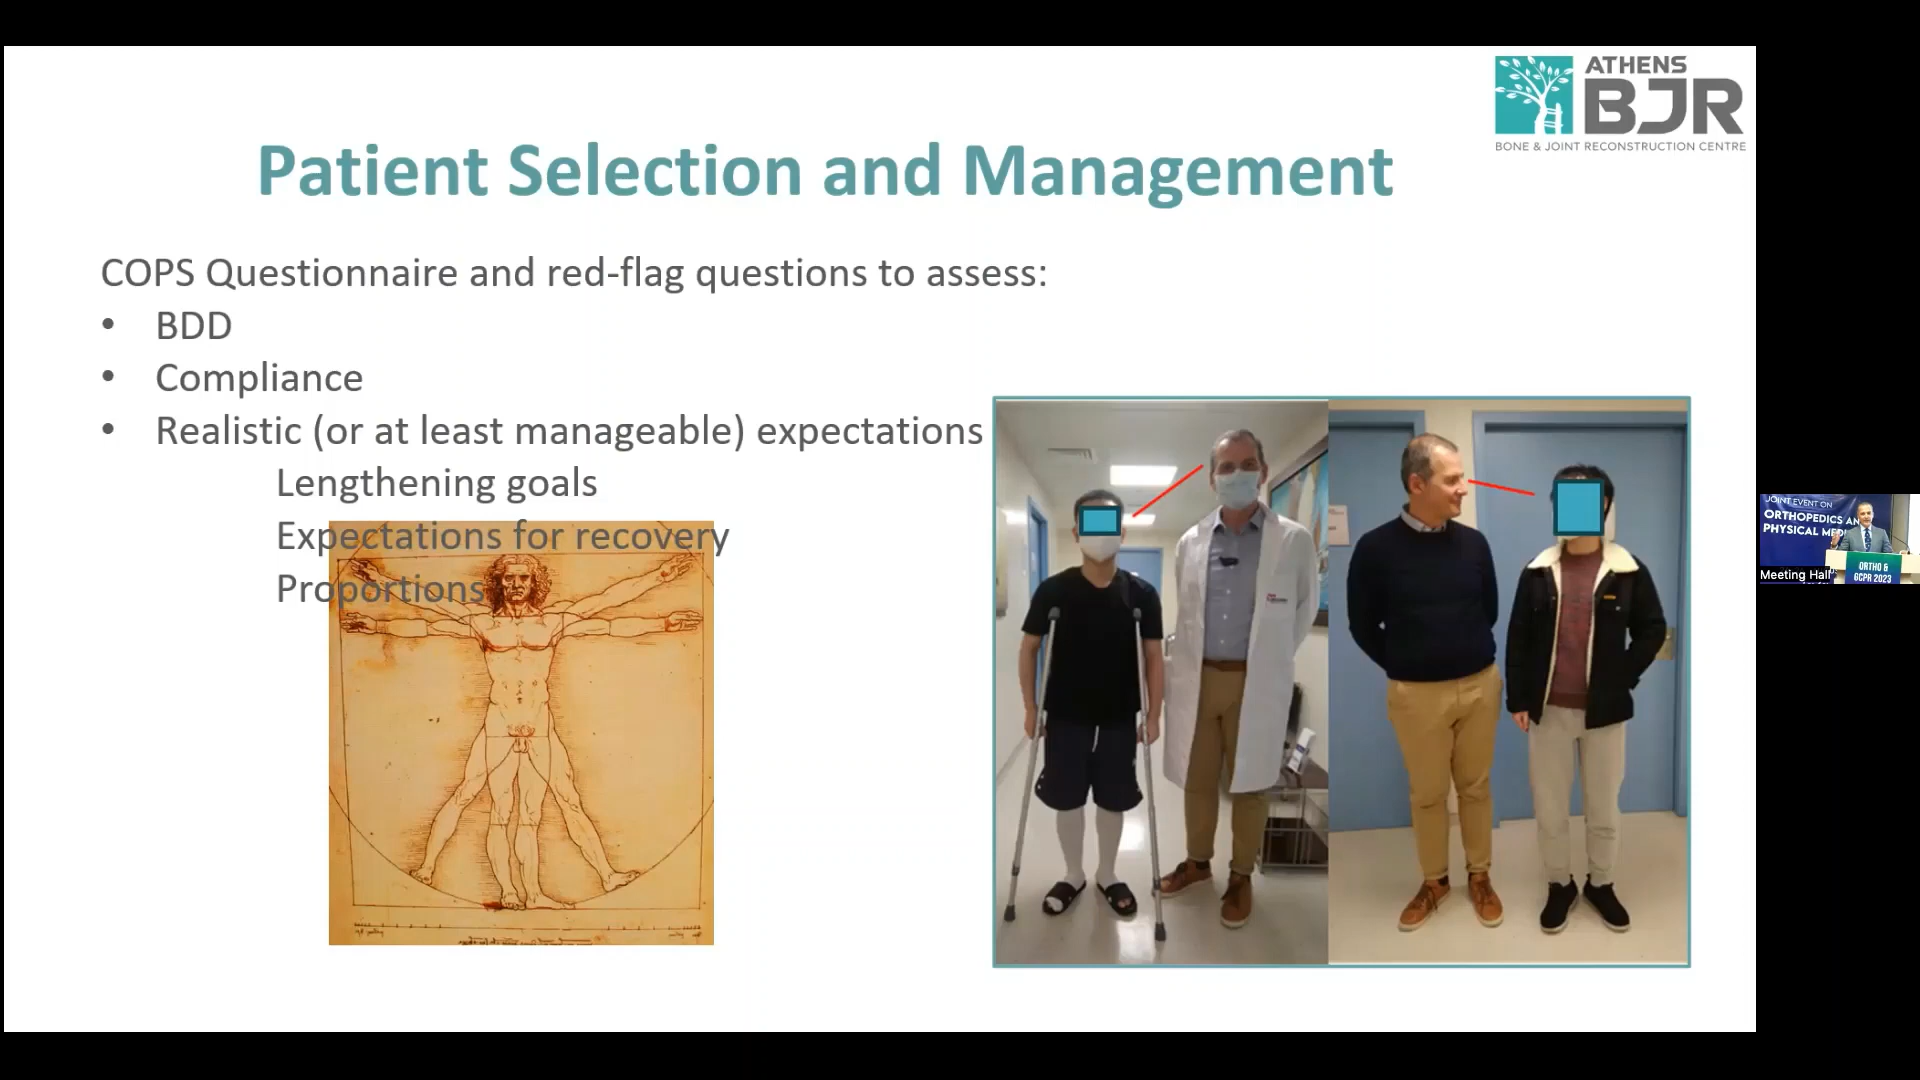 ATHENS
BJR
BONE & JOINT RECONSTRUCTION CENTRE
Patient Selection and Management
COPS Questionnaire and red-flag questions to assess:
• BDD
• Compliance
• Realistic (or at least manageable) expectations
Lengthening goals
Expectations for recovery
Proportions
JOINT EVENT ON
ORTHOPEDICS AN
PHYSICAL MED
ORTHO &
GCPR 2023
Meeting Hall